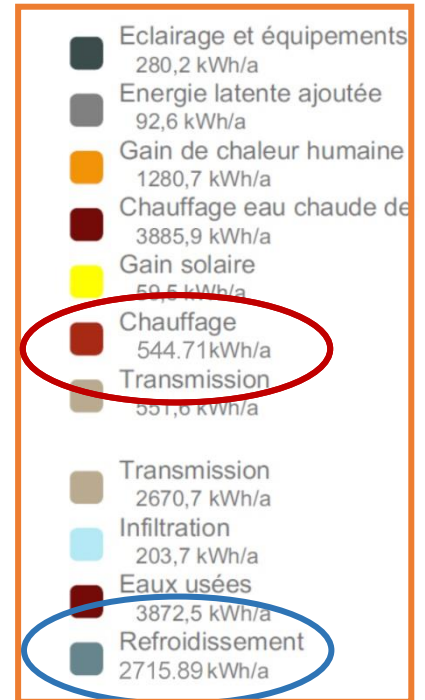 Eclairage et équipements
280,2 kWh/a
Energie latente ajoutée
92,6 kWh/a
Gain de chaleur humaine
1280,7 kWh/a
Chauffage eau chaude de
3885,9 kWh/a
Gain solaire
59,5 kWh/a
Chauffage
544.71kWh/a
Transmission
551,6 kWh/a
Transmission
2670,7 kWh/a
Infiltration
203,7 kWh/a
Eaux usées
3872,5 kWh/a
Refroidissement
2715.89 kWh/a